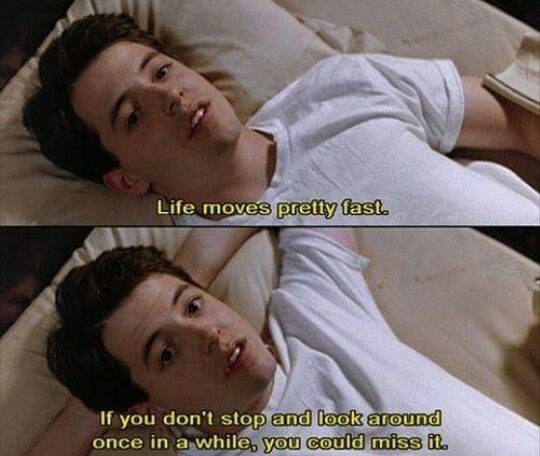 Life moves pretty fast.
If you don't stop and look around
once in a while, you could miss it.